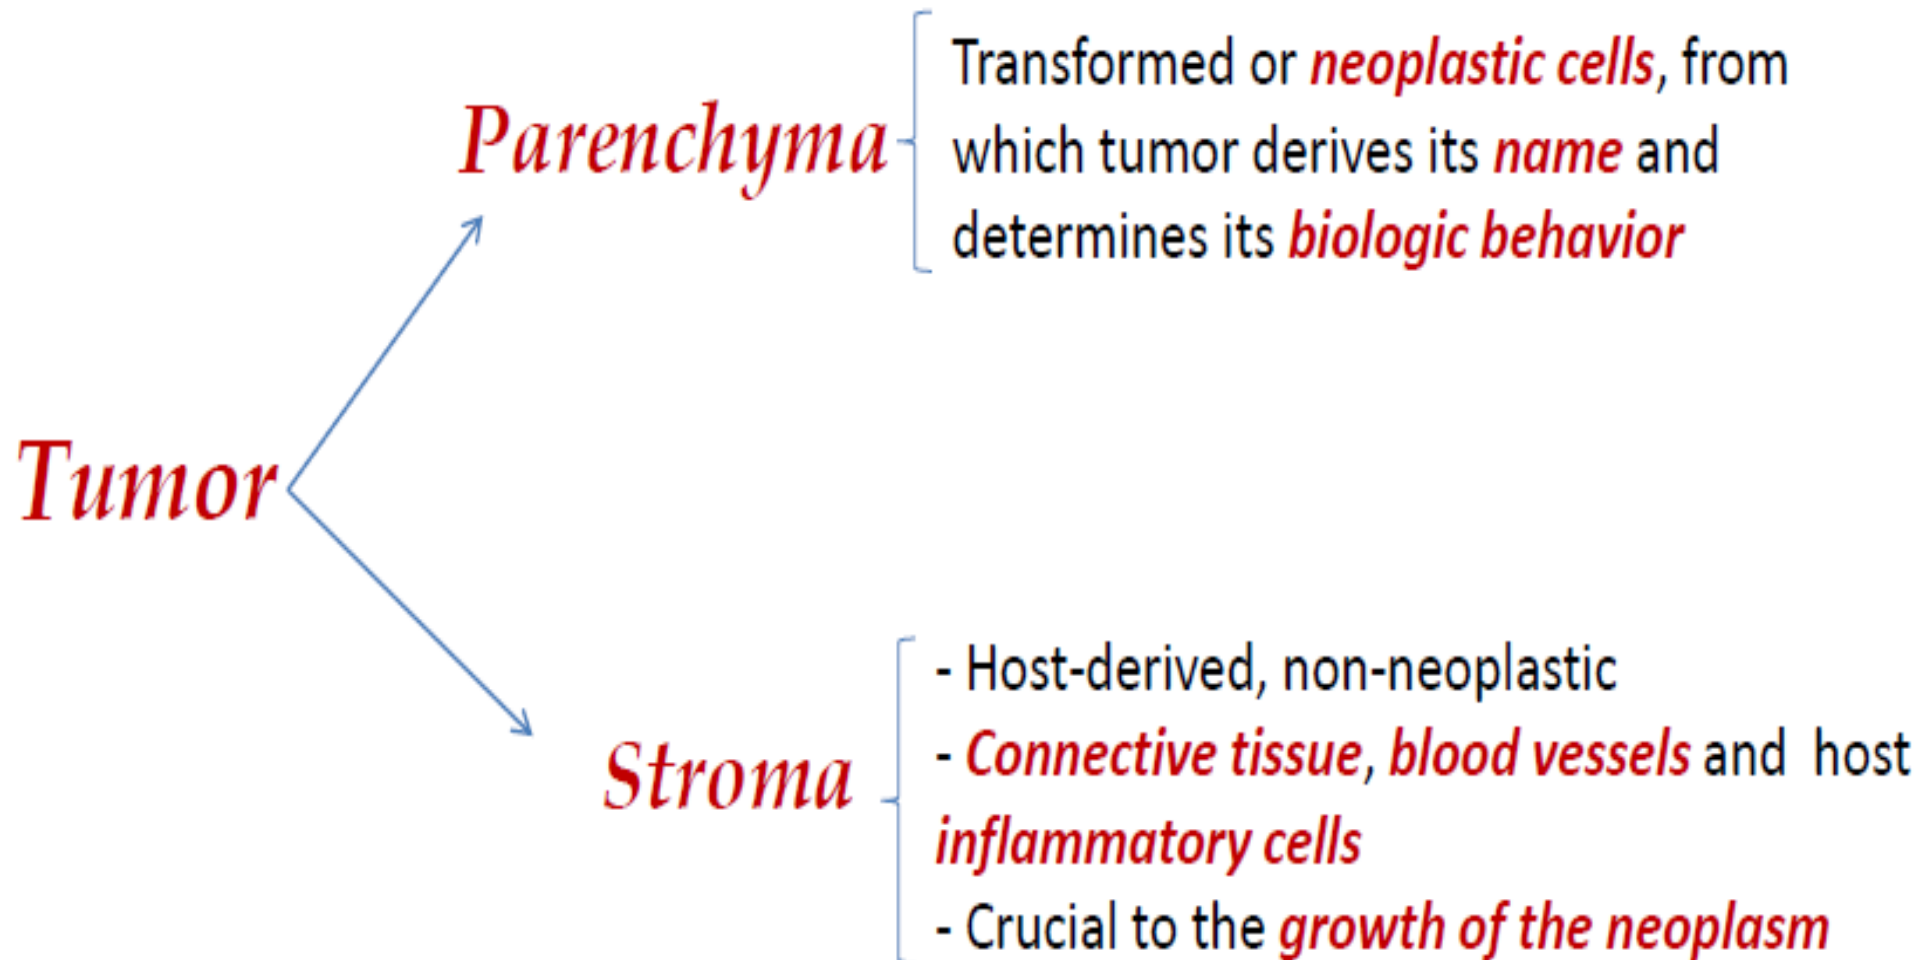 Parenchyma
Transformed or neoplastic cells, from
which tumor derives its name and
determines its biologic behavior
Tumor
Stroma
- Host-derived, non-neoplastic
- Connective tissue, blood vessels and host
inflammatory cells
- Crucial to the growth of the neoplasm